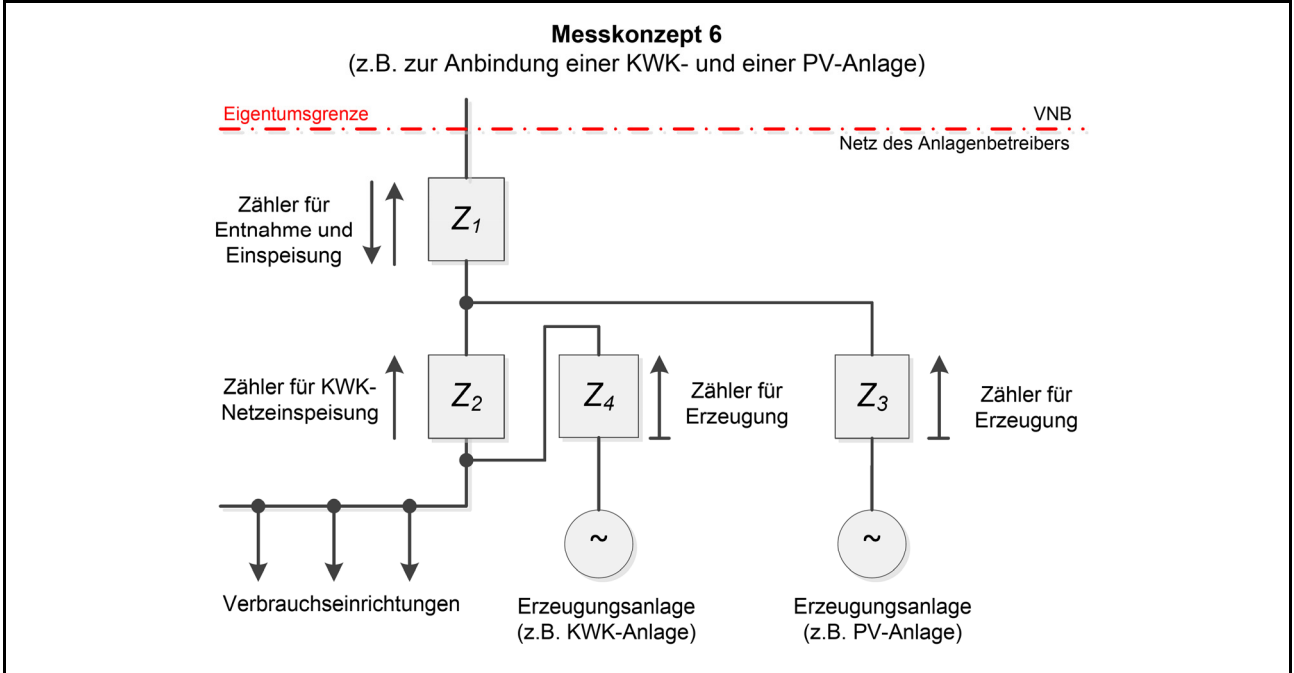 Messkonzept 6
(z.B. zur Anbindung einer KWK- und einer PV-Anlage)
Eigentumsgrenze
VNB
Netz des Anlagenbetreibers
Zähler für
Entnahme und
Einspeisung
Z1
Zähler für KWK-
Netzeinspeisung
Z2
Z4
Zähler für
Erzeugung
Z3
Zähler für
Erzeugung
~
~
Verbrauchseinrichtungen
Erzeugungsanlage
(z.B. KWK-Anlage)
Erzeugungsanlage
(z.B. PV-Anlage)